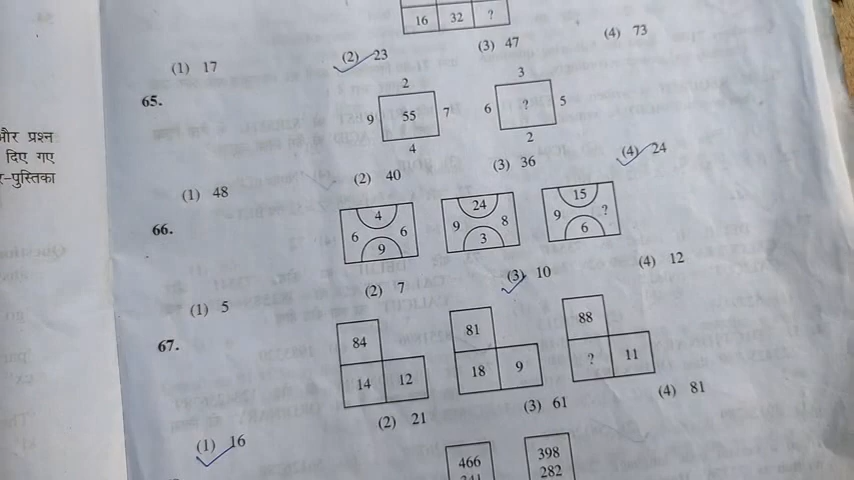 16 32 ?
(1) 17 (2) 23 (3) 47 (4) 73
65.
2 3
9 55 7 6 ? 5
4 2
(1) 48 (2) 40 (3) 36 (4) 24
66.
4 24 15
6 6 9 8 9 ?
9 3 6
(1) 5 (2) 7 (3) 10 (4) 12
67.
84 81 88
14 12 18 9 ? 11
(1) 16 (2) 21 (3) 61 (4) 81
466 398
282
और प्रश्न
दिए गए
र-पुस्तिका